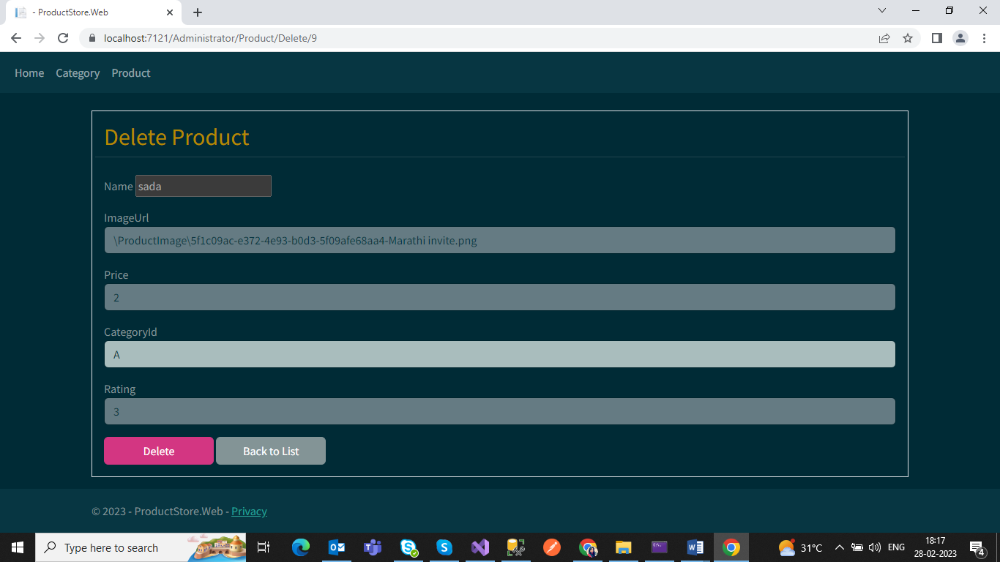 - ProductStore.Web
localhost:7121/Administrator/Product/Delete/9
Home Category Product
Delete Product
Name sada
ImageUrl
\ProductImage\5f1c09ac-e372-4e93-b0d3-5f09afe68aa4-Marathi invite.png
Price
2
CategoryId
A
Rating
3
Delete Back to List
© 2023 - ProductStore.Web - Privacy
Type here to search
31°C
ENG
18:17
28-02-2023
4